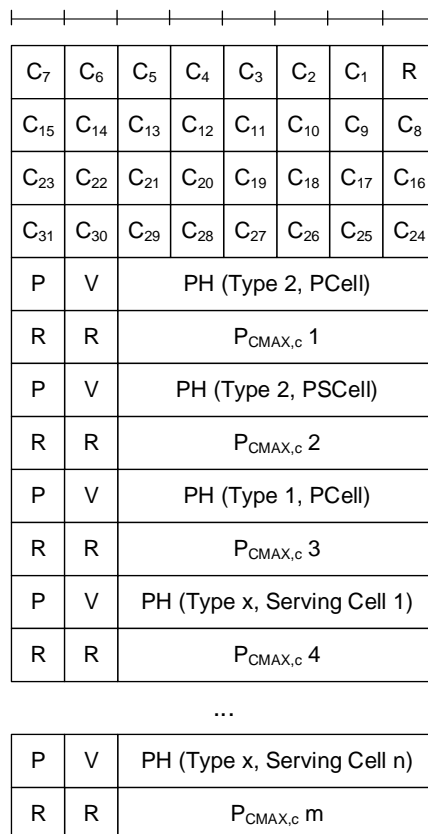 C7 C6 C5 C4 C3 C2 C1 R
C15 C14 C13 C12 C11 C10 C9 C8
C23 C22 C21 C20 C19 C18 C17 C16
C31 C30 C29 C28 C27 C26 C25 C24
P V PH (Type 2, PCell)
R R PCMAX,c 1
P V PH (Type 2, PSCell)
R R PCMAX,c 2
P V PH (Type 1, PCell)
R R PCMAX,c 3
P V PH (Type x, Serving Cell 1)
R R PCMAX,c 4
...
P V PH (Type x, Serving Cell n)
R R PCMAX,c m